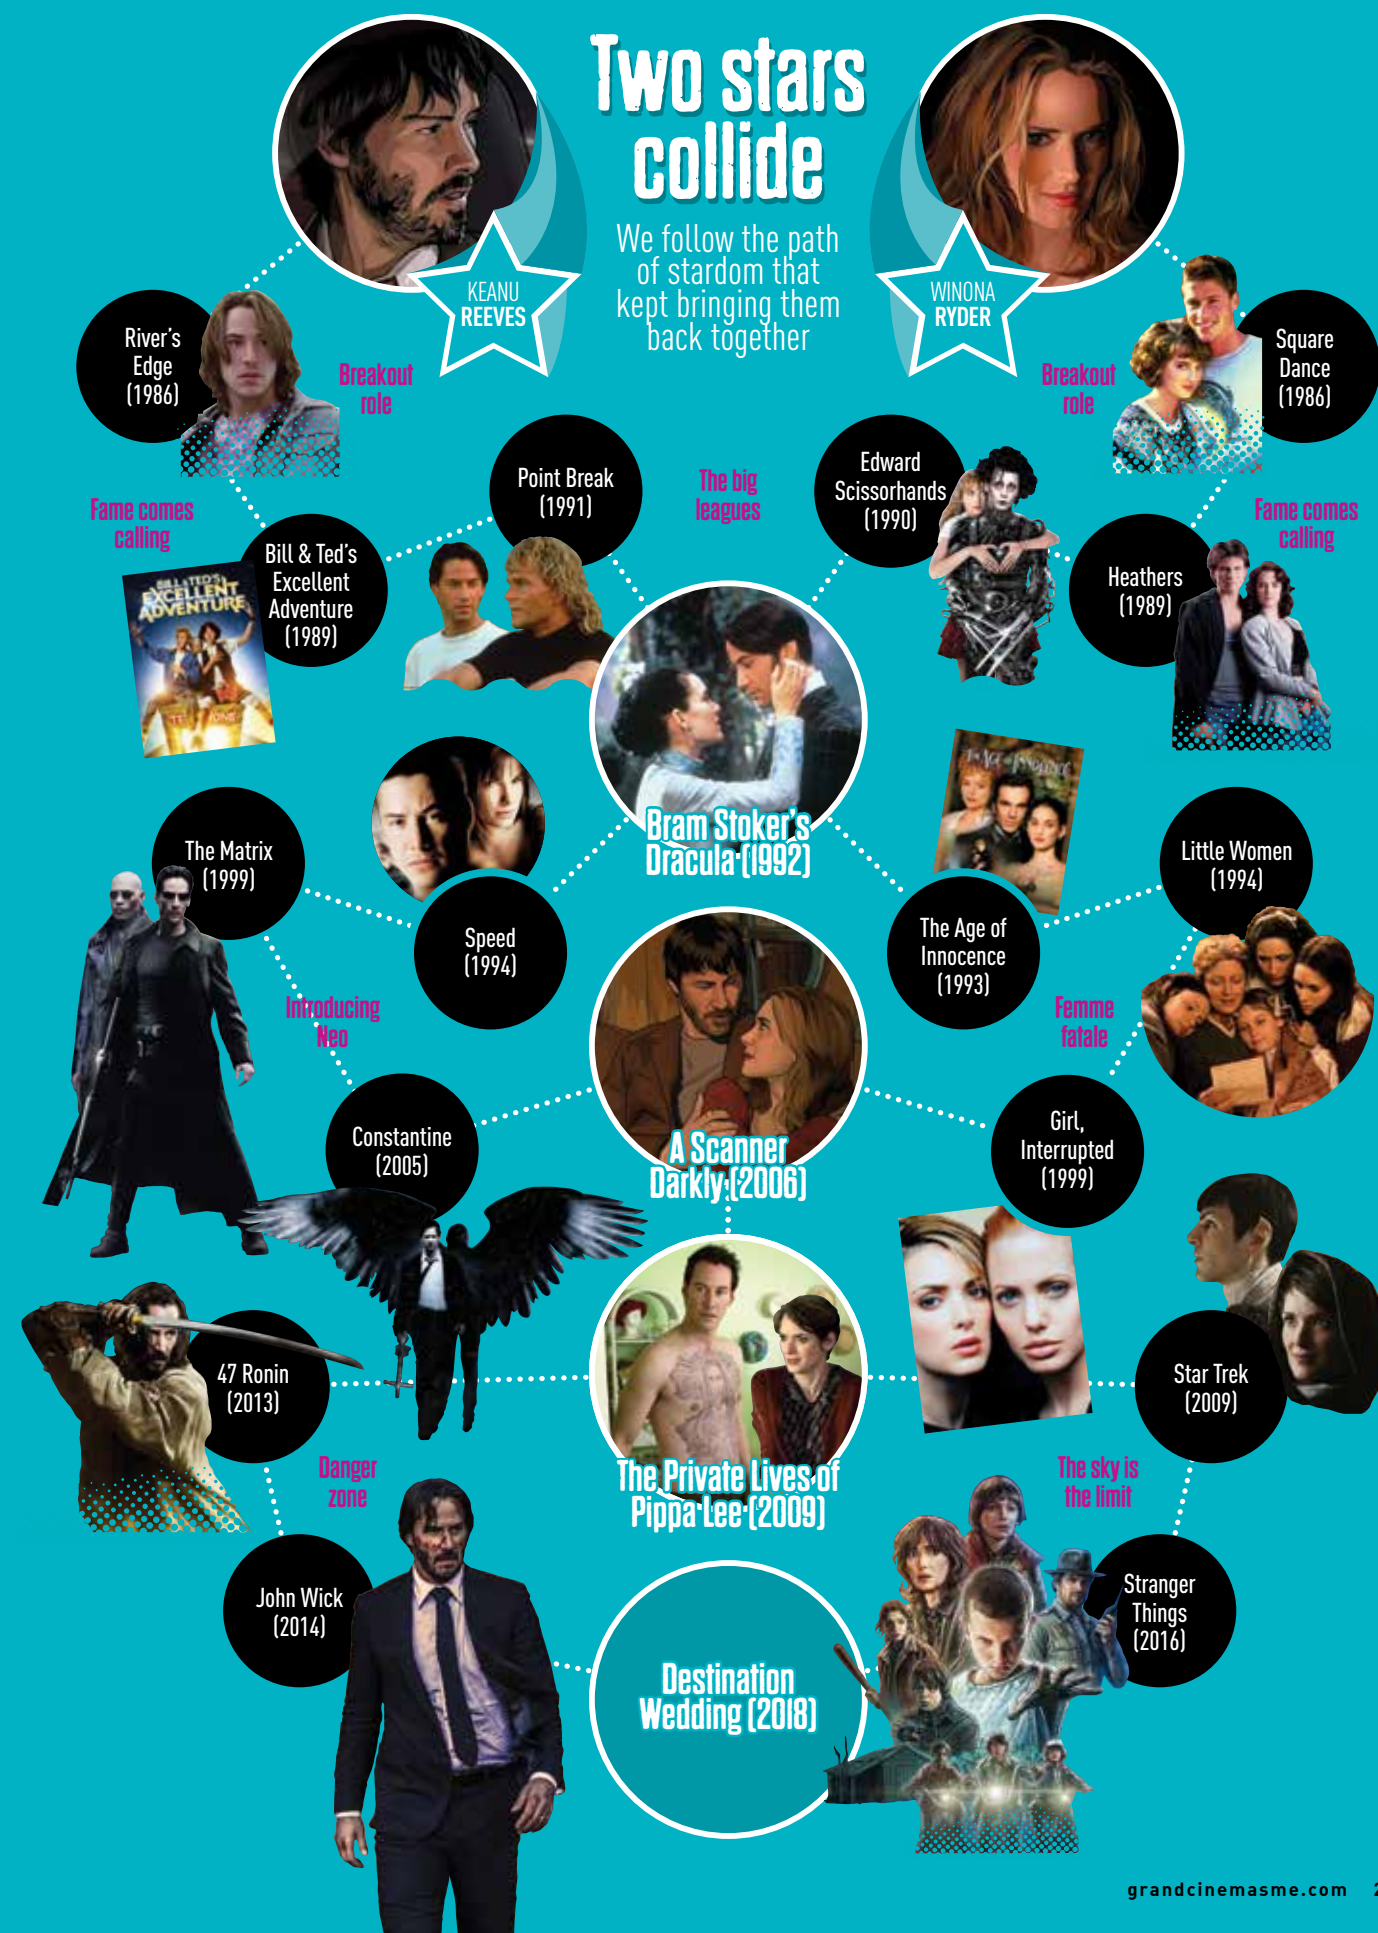 Two stars
collide
We follow the path
of stardom that
kept bringing them
back together
KEANU
REEVES
WINONA
RYDER
River's
Edge
(1986)
Breakout
role
Breakout
role
Square
Dance
(1986)
Fame comes
calling
Point Break
(1991)
The big
leagues
Edward
Scissorhands
(1990)
Fame comes
calling
Bill & Ted's
Excellent
Adventure
(1989)
Heathers
(1989)
BILL & TED'S
EXCELLENT
ADVENTURE
Bram Stoker's
Dracula (1992)
The Matrix
(1999)
Speed
(1994)
The Age of
Innocence
(1993)
Little Women
(1994)
Introducing
Neo
Femme
fatale
Constantine
(2005)
A Scanner
Darkly (2006)
Girl,
Interrupted
(1999)
47 Ronin
(2013)
Star Trek
(2009)
The Private Lives of
Pippa Lee (2009)
Danger
zone
The sky is
the limit
John Wick
(2014)
Destination
Wedding (2018)
Stranger
Things
(2016)
grandcinemasme.com